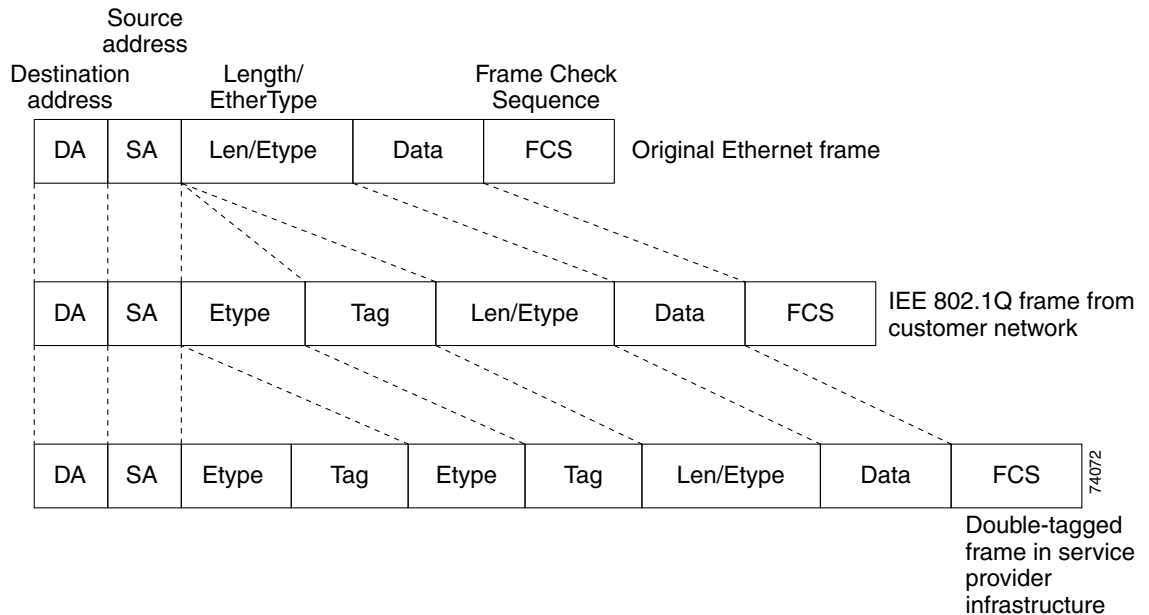 Source
address
Destination
address
Length/
EtherType
Frame Check
Sequence
DA SA Len/Etype Data FCS
Original Ethernet frame
DA SA Etype Tag Len/Etype Data FCS
IEE 802.1Q frame from
customer network
DA SA Etype Tag Etype Tag Len/Etype Data FCS
74072
Double-tagged
frame in service
provider
infrastructure